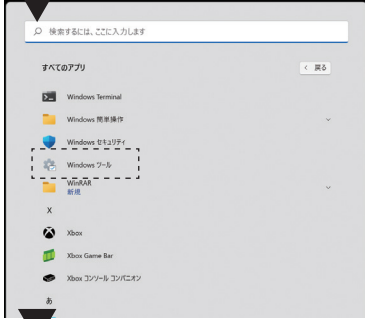 検索するには、ここに入力します
すべてのアプリ
< 戻る
Windows Terminal
Windows 簡単操作
Windows セキュリティ
Windows ツール
WinRAR
新規
X
Xbox
Xbox Game Bar
Xbox コンソール コンパニオン
あ